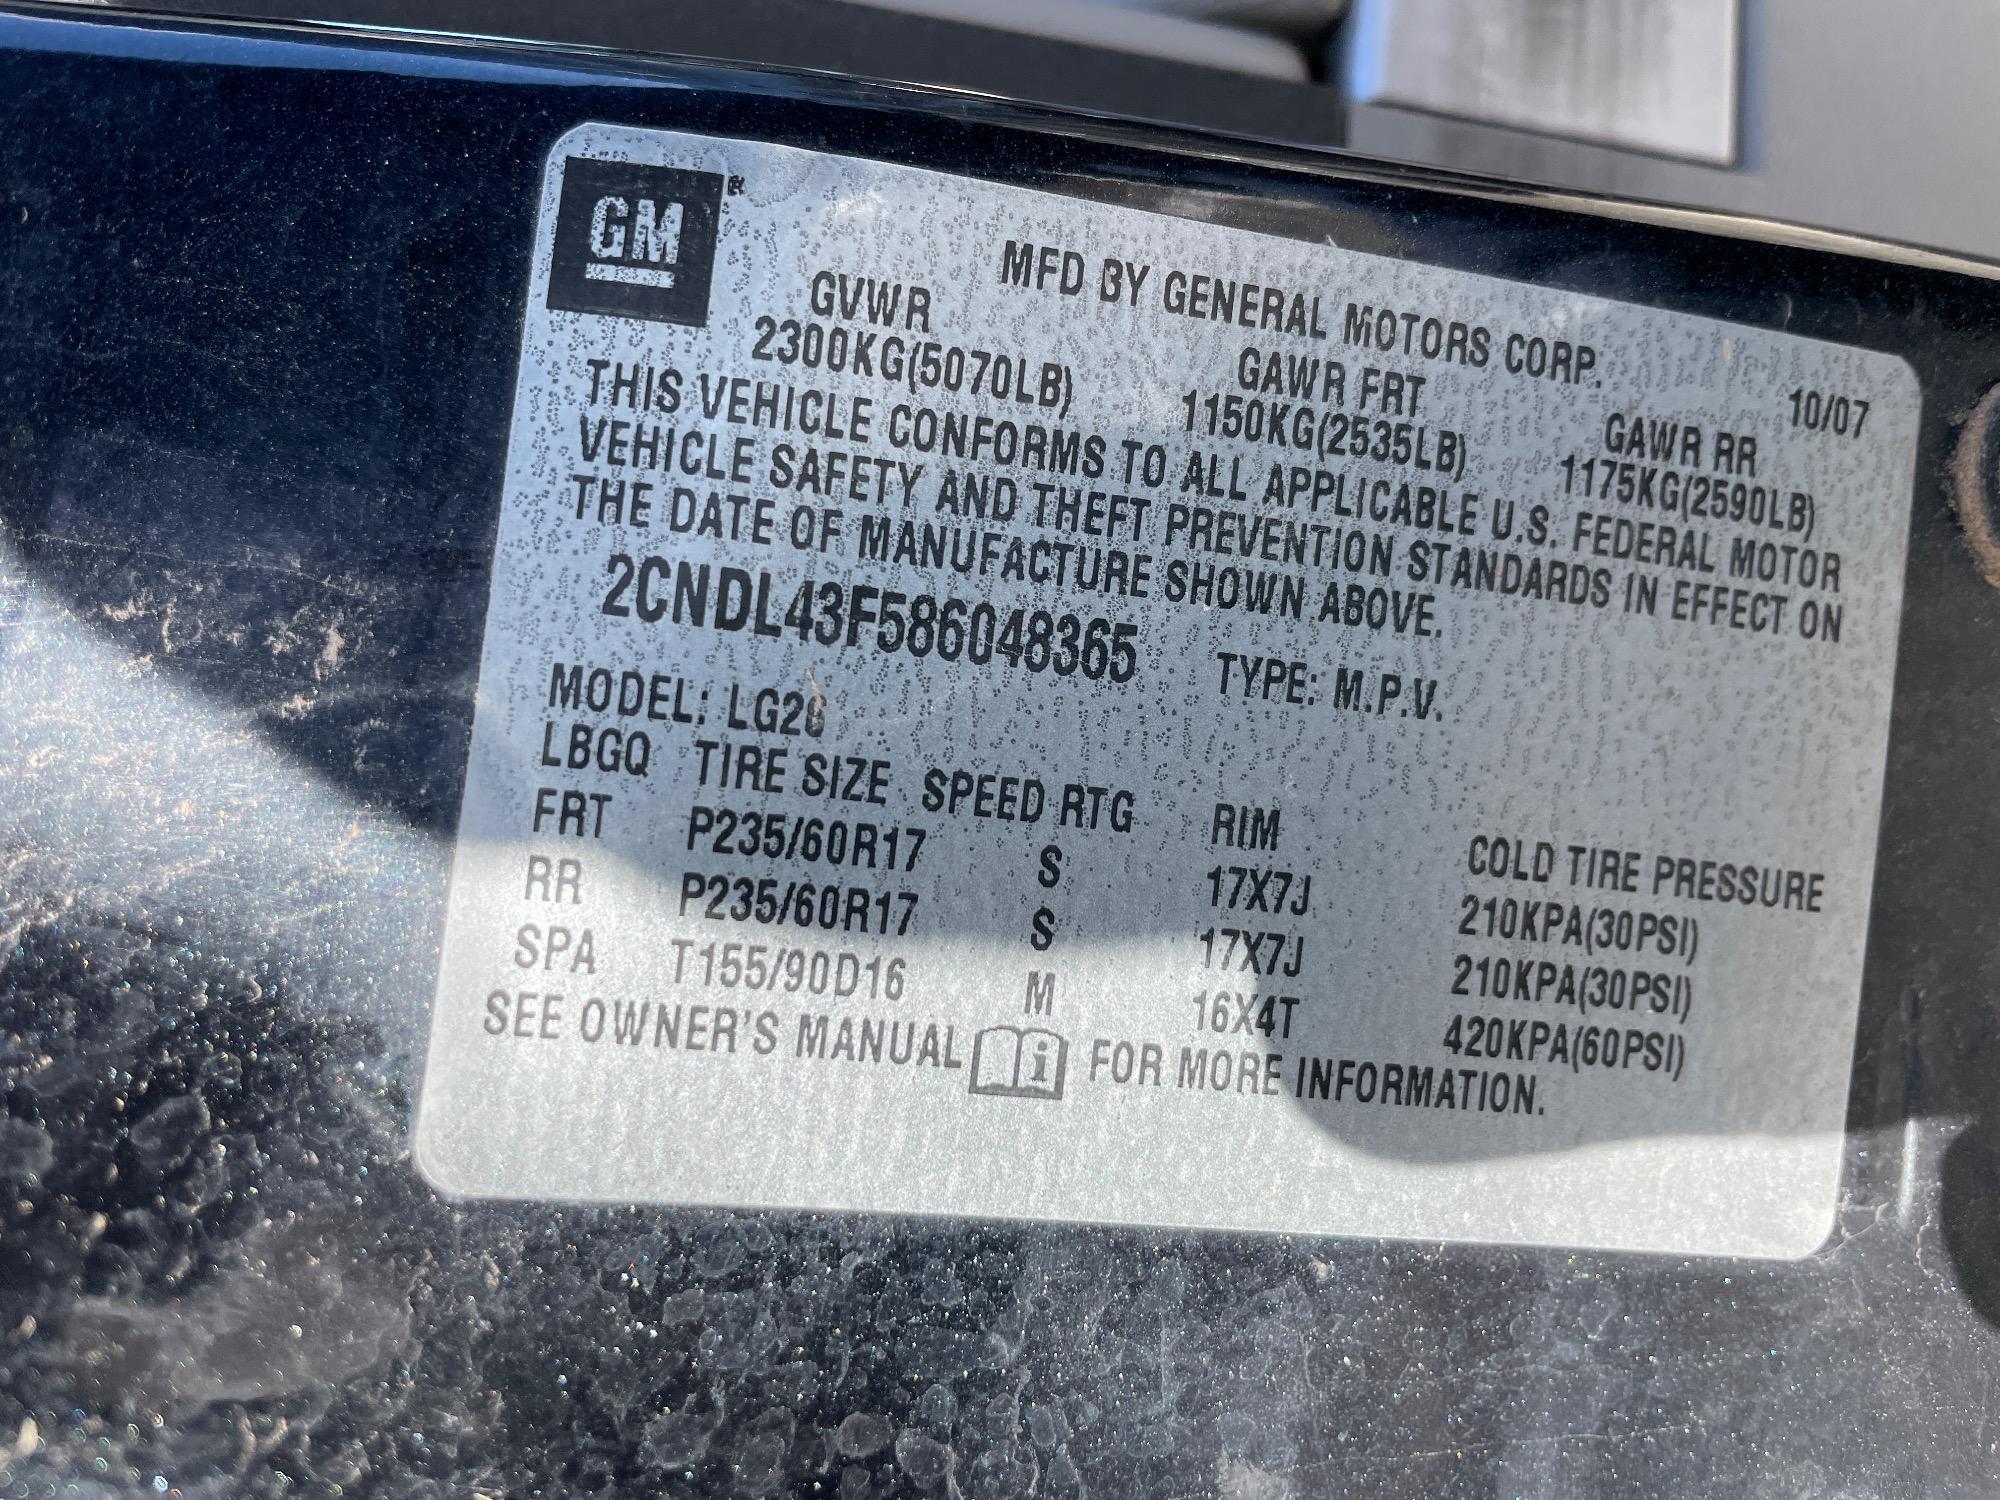 GM®
MFD BY GENERAL MOTORS CORP.
10/07
GVWR GAWR FRT GAWR RR
2300KG(5070LB) 1150KG(2535LB) 1175KG(2590LB)
THIS VEHICLE CONFORMS TO ALL APPLICABLE U.S. FEDERAL MOTOR
VEHICLE SAFETY AND THEFT PREVENTION STANDARDS IN EFFECT ON
THE DATE OF MANUFACTURE SHOWN ABOVE.
2CNDL43F586048365 TYPE: M.P.V.
MODEL: LG26
LBGQ TIRE SIZE SPEED RTG RIM COLD TIRE PRESSURE
FRT P235/60R17 S 17X7J 210KPA(30PSI)
RR P235/60R17 S 17X7J 210KPA(30PSI)
SPA T155/90D16 M 16X4T 420KPA(60PSI)
SEE OWNER'S MANUAL i FOR MORE INFORMATION.